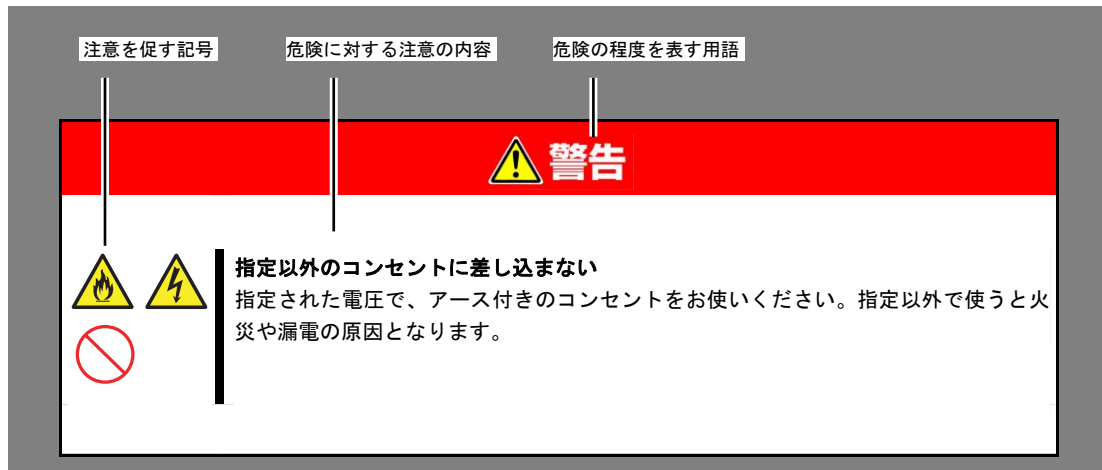 注意を促す記号
危険に対する注意の内容
危険の程度を表す用語
警告
指定以外のコンセントに差し込まない
指定された電圧で、アース付きのコンセントをお使いください。指定以外で使うと火
災や漏電の原因となります。